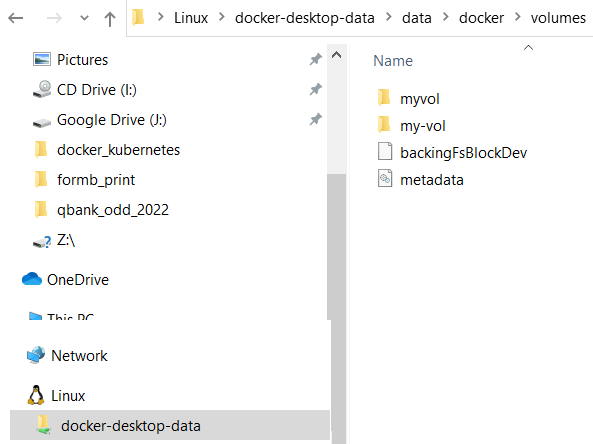 Linux > docker-desktop-data > data > docker > volumes
Pictures
CD Drive (I:)
Google Drive (J:)
docker_kubernetes
formb_print
qbank_odd_2022
Z:\
OneDrive
This PC
Network
Linux
docker-desktop-data
Name
myvol
my-vol
backingFsBlockDev
metadata